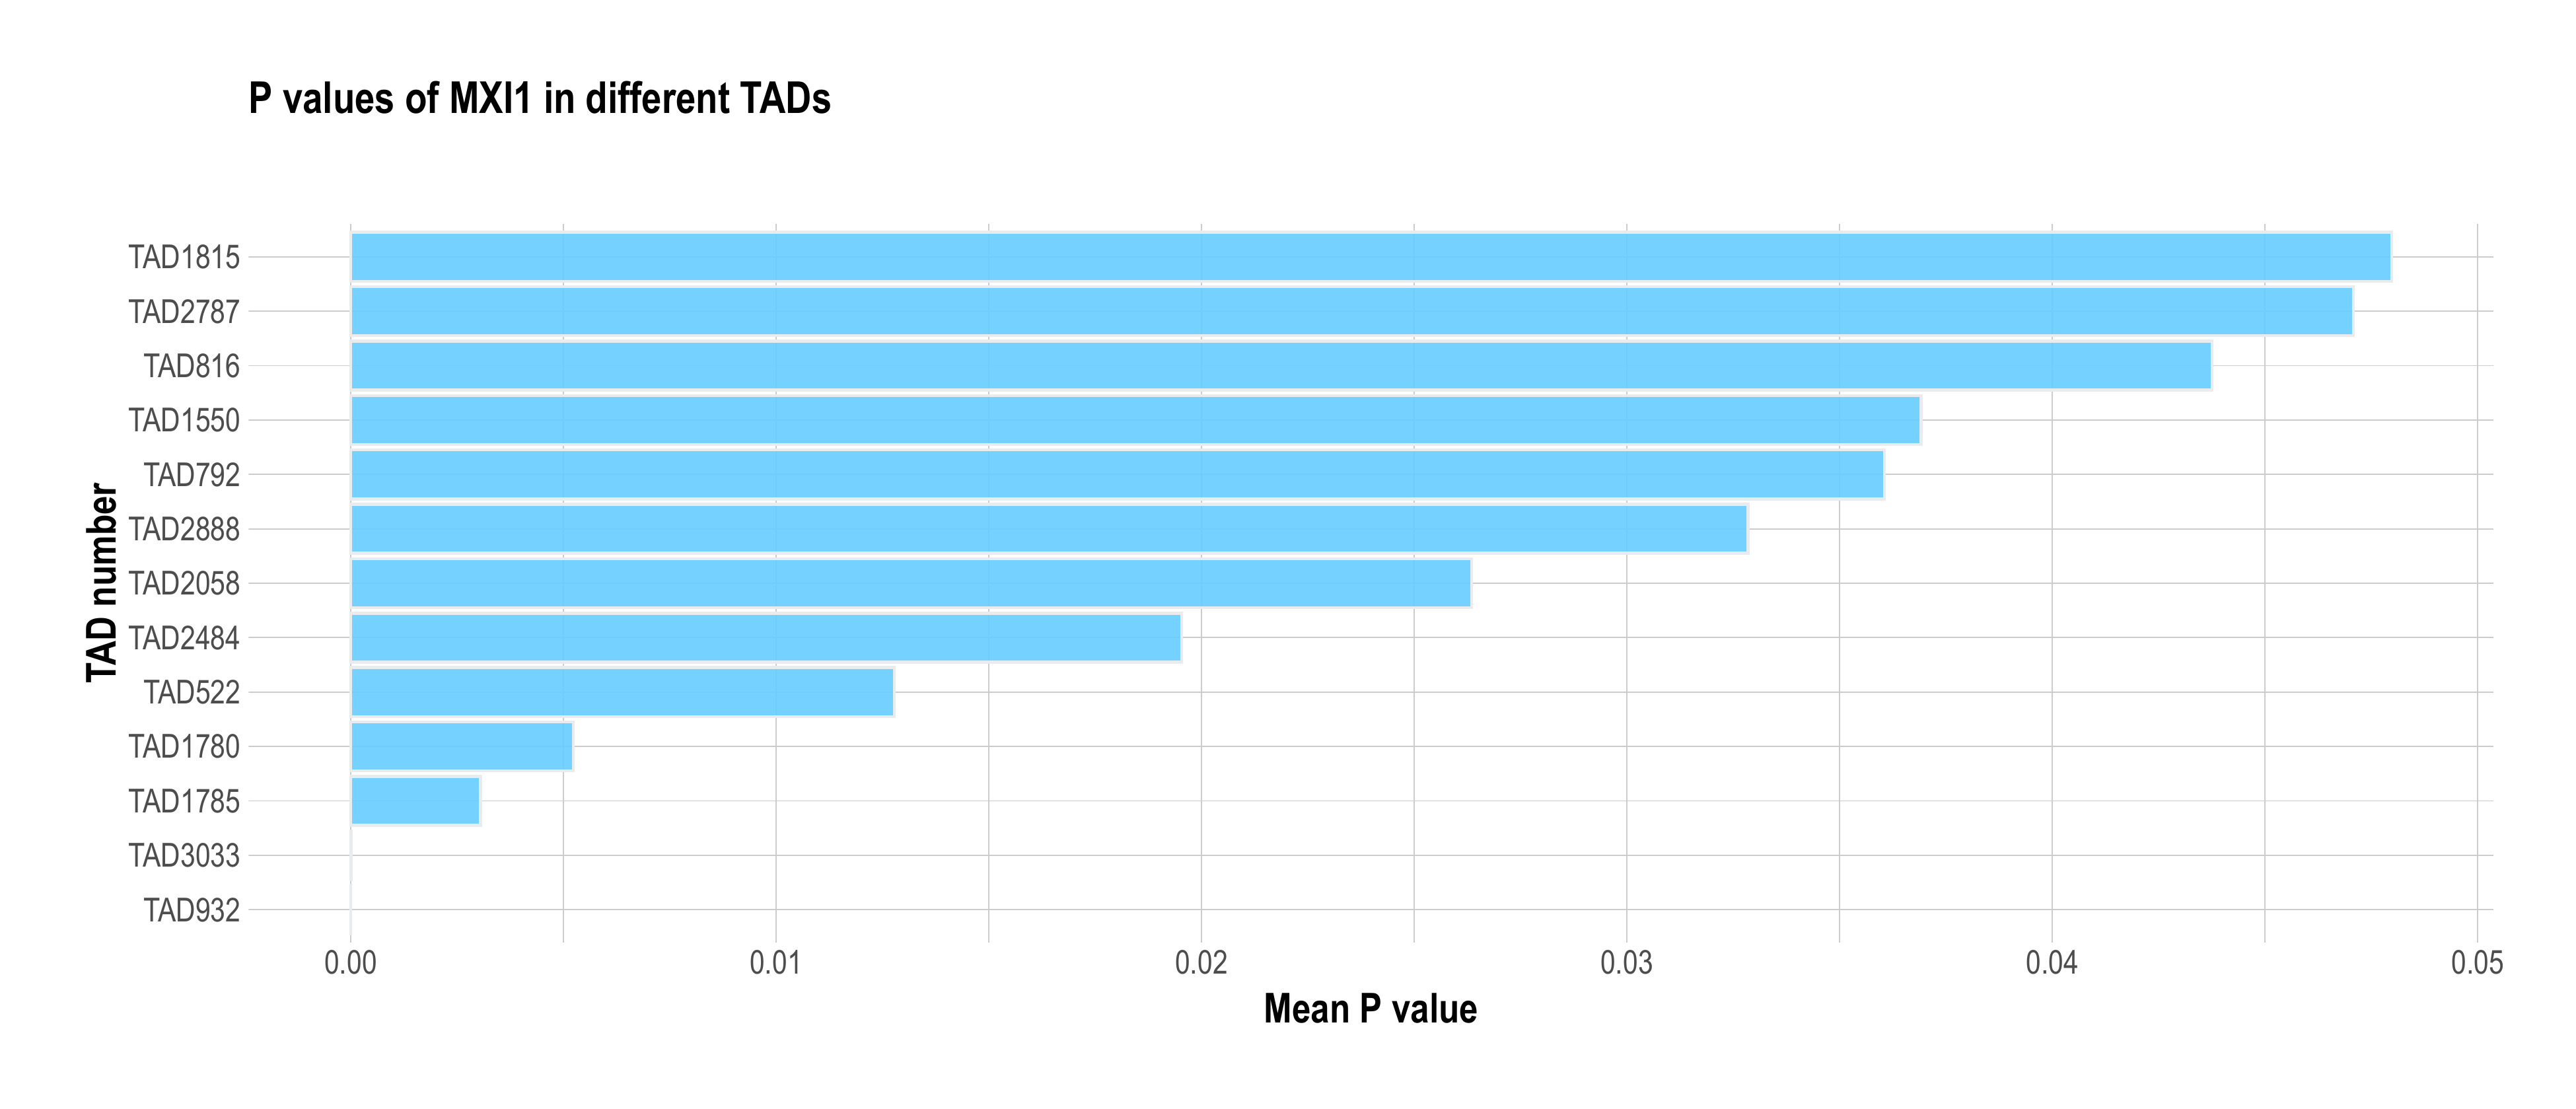 P values of MXI1 in different TADs
TAD number
TAD1815
TAD2787
TAD816
TAD1550
TAD792
TAD2888
TAD2058
TAD2484
TAD522
TAD1780
TAD1785
TAD3033
TAD932
0.00 0.01 0.02 0.03 0.04 0.05
Mean P value